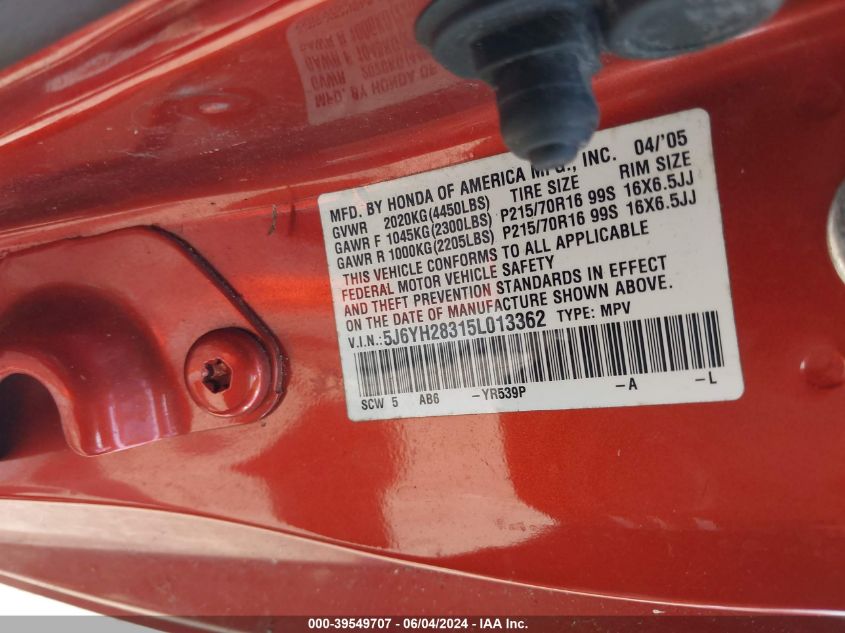 MFD. BY HONDA OF AMERICA MFG., INC. 04/'05
GVWR 2020KG(4450LBS) TIRE SIZE RIM SIZE
GAWR F 1045KG(2300LBS) P215/70R16 99S 16X6.5JJ
GAWR R 1000KG(2205LBS) P215/70R16 99S 16X6.5JJ
THIS VEHICLE CONFORMS TO ALL APPLICABLE
FEDERAL MOTOR VEHICLE SAFETY
AND THEFT PREVENTION STANDARDS IN EFFECT
ON THE DATE OF MANUFACTURE SHOWN ABOVE.
V.I.N.: 5J6YH28315L013362 TYPE: MPV
SCW 5 AB6 -YR539P -A -L
000-39549707 - 06/04/2024 - IAA Inc.